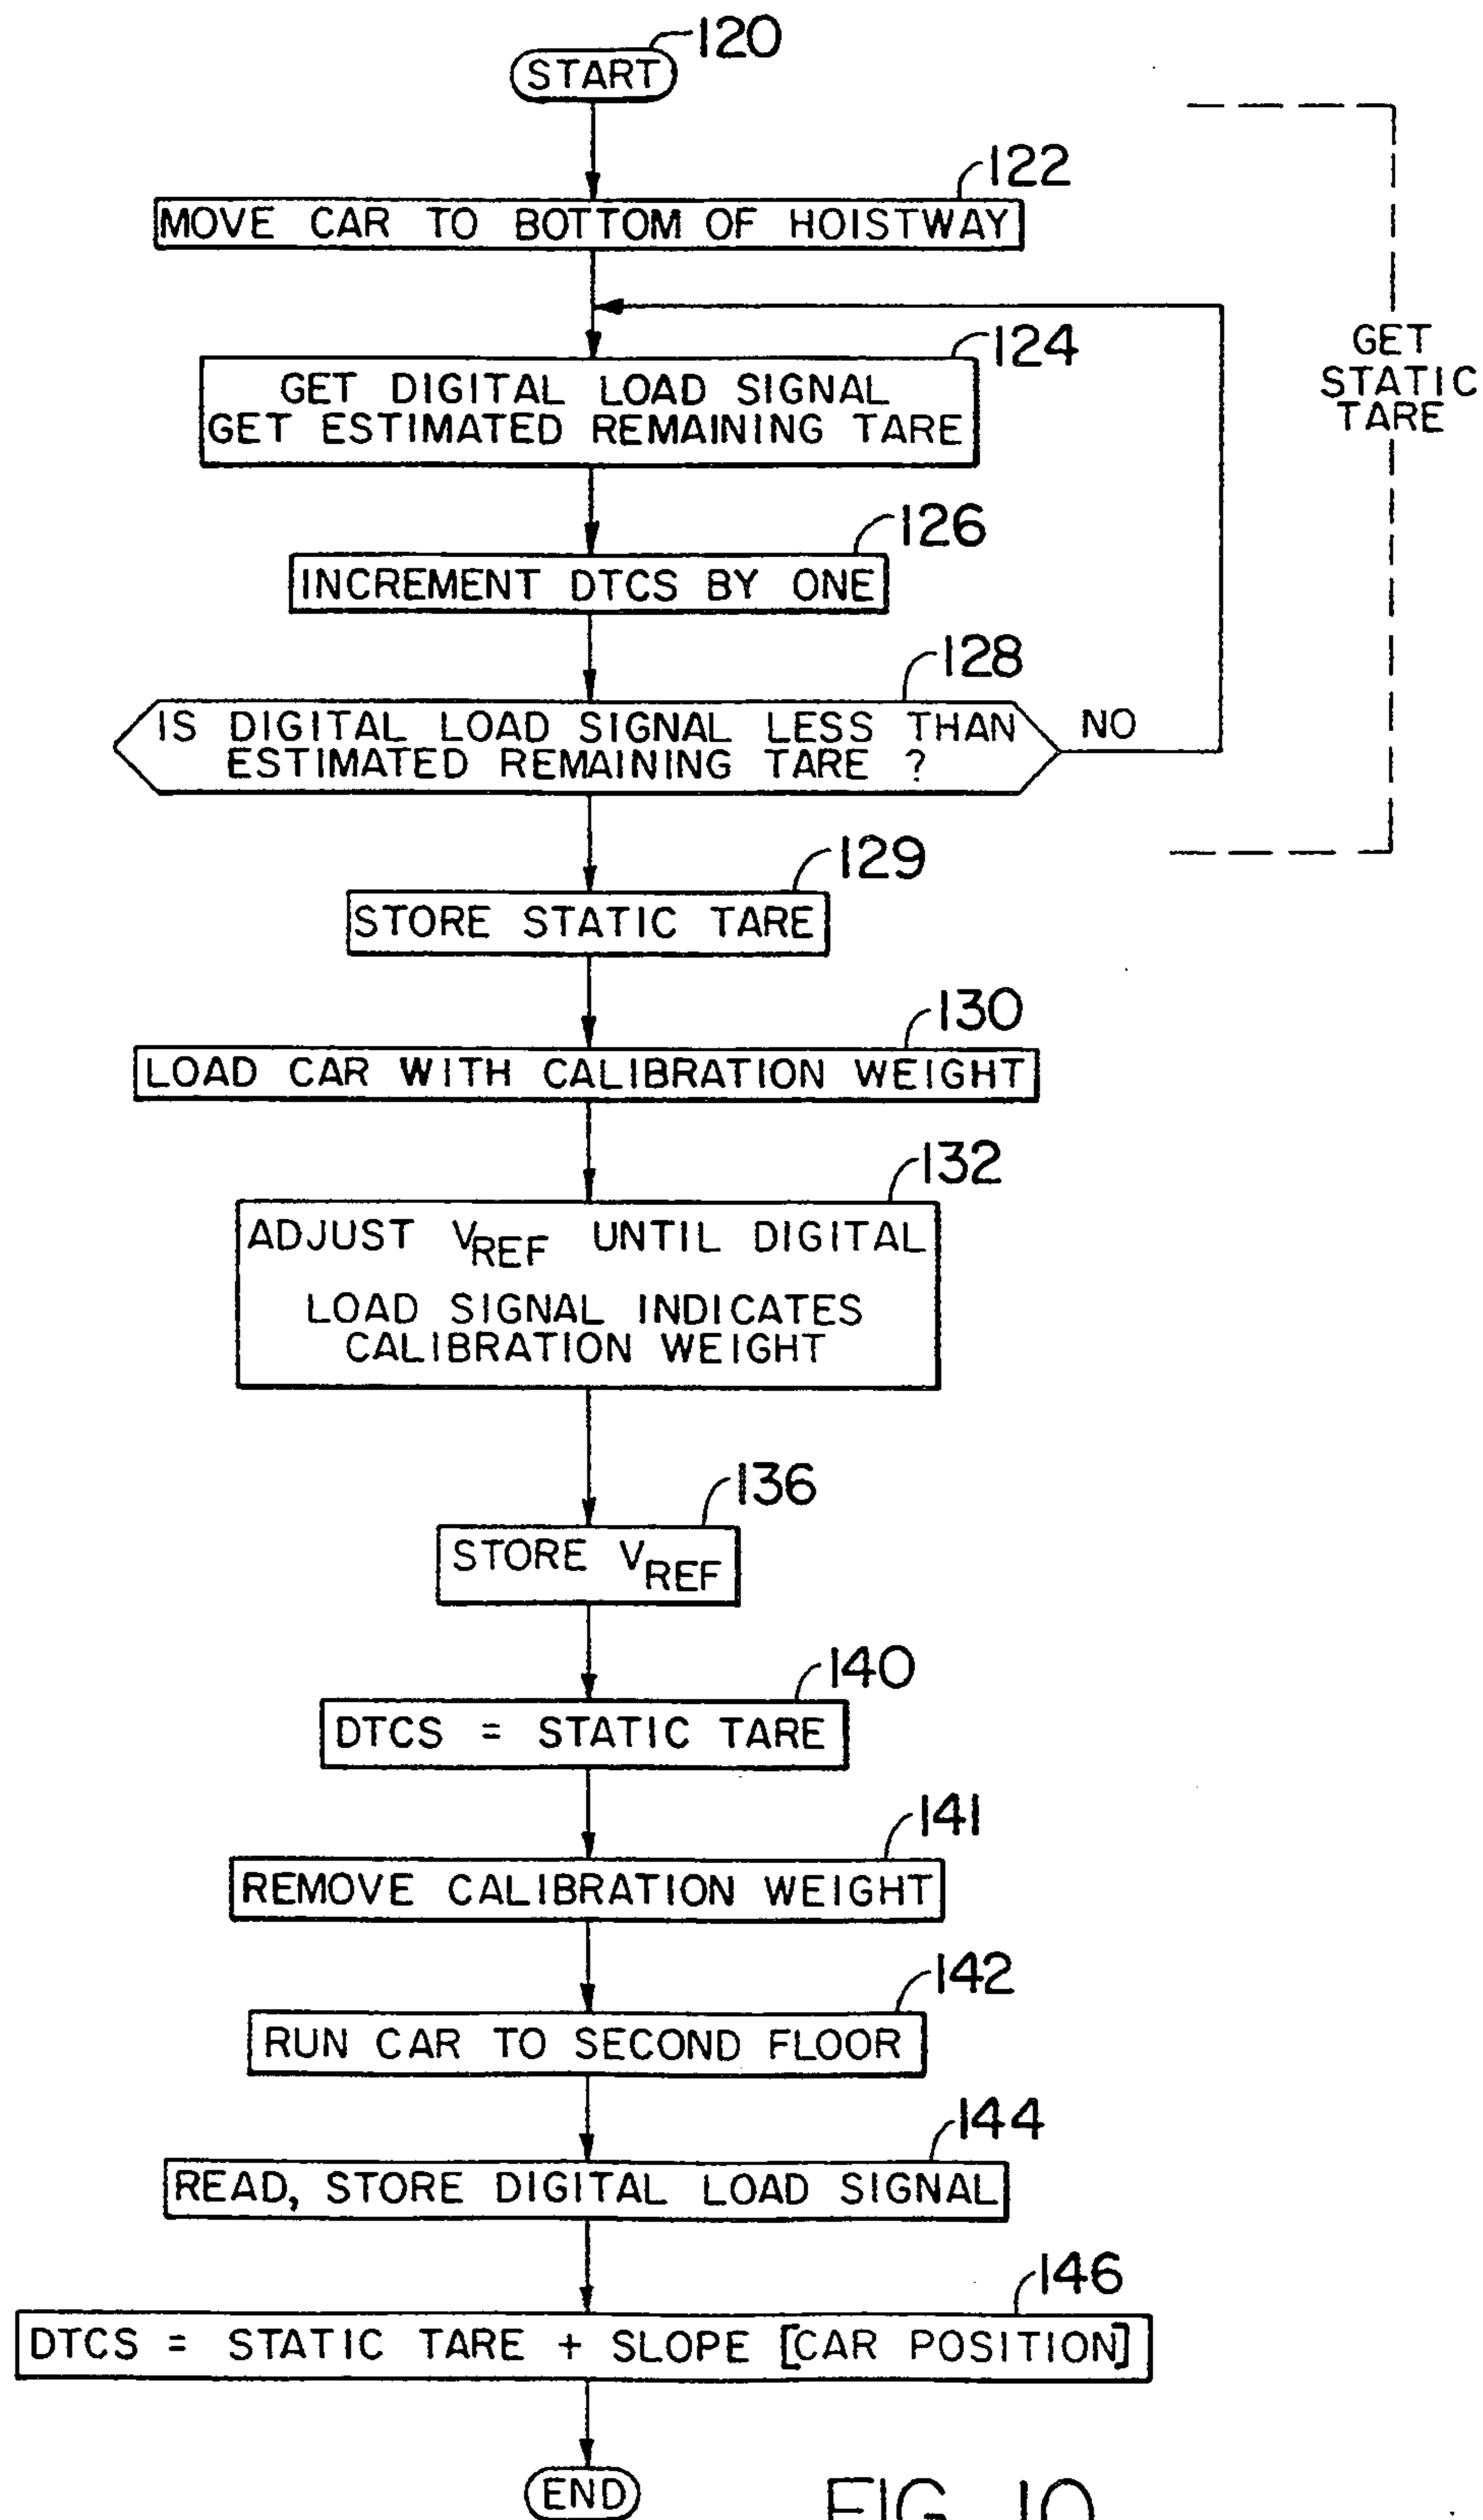 120
START
122
MOVE CAR TO BOTTOM OF HOISTWAY
124
GET DIGITAL LOAD SIGNAL
GET ESTIMATED REMAINING TARE
GET
STATIC
TARE
126
INCREMENT DTCS BY ONE
128
IS DIGITAL LOAD SIGNAL LESS THAN
ESTIMATED REMAINING TARE ?
NO
129
STORE STATIC TARE
130
LOAD CAR WITH CALIBRATION WEIGHT
132
ADJUST VREF UNTIL DIGITAL
LOAD SIGNAL INDICATES
CALIBRATION WEIGHT
136
STORE VREF
140
DTCS = STATIC TARE
141
REMOVE CALIBRATION WEIGHT
142
RUN CAR TO SECOND FLOOR
144
READ, STORE DIGITAL LOAD SIGNAL
146
DTCS = STATIC TARE + SLOPE [CAR POSITION]
END
FIG. 10